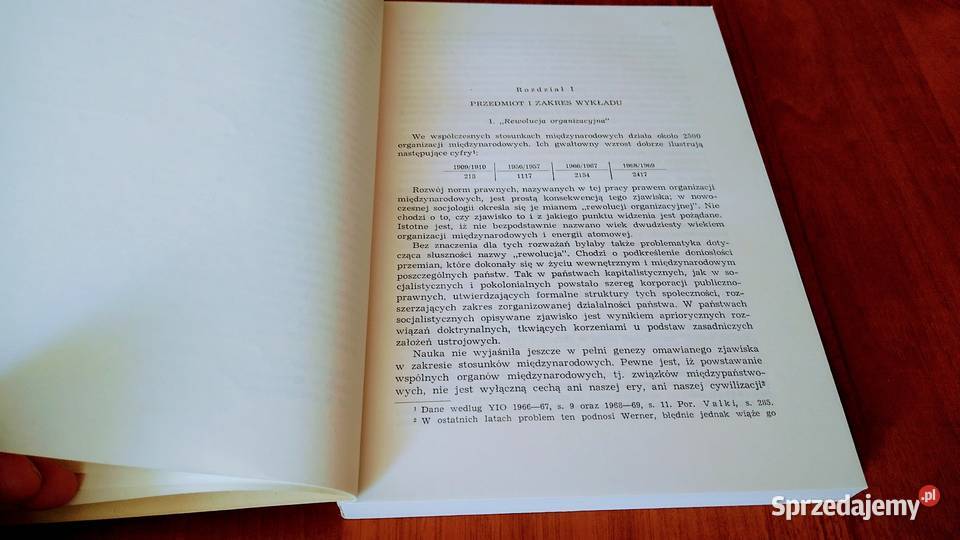 Rozdział I
PRZEDMIOT I ZAKRES WYKŁADU
1. „Rewolucja organizacyjna"
We współczesnych stosunkach międzynarodowych działa około 2500
organizacji międzynarodowych. Ich gwałtowny wzrost dobrze ilustrują
następujące cyfry¹:
1909/1910 1956/1957 1966/1967 1968/1969
213 1117 2134 2417
Rozwój norm prawnych, nazywanych w tej pracy prawem organizacji
międzynarodowych, jest prostą konsekwencją tego zjawiska; w nowo-
czesnej socjologii określa się je mianem „rewolucji organizacyjnej". Nie
chodzi o to, czy zjawisko to i z jakiego punktu widzenia jest pożądane.
Istotne jest, iż nie bezpodstawnie nazwano wiek dwudziesty wiekiem
organizacji międzynarodowych i energii atomowej.
Bez znaczenia dla tych rozważań byłaby także problematyka doty-
cząca słuszności nazwy „rewolucja". Chodzi o podkreślenie doniosłości
przemian, które dokonały się w życiu wewnętrznym i międzynarodowym
poszczególnych państw. Tak w państwach kapitalistycznych, jak w so-
cjalistycznych i pokolonialnych powstało szereg korporacji publiczno-
prawnych, utwierdzających formalne struktury tych społeczności, roz-
szerzających zakres zorganizowanej działalności państwa. W państwach
socjalistycznych opisywane zjawisko jest wynikiem apriorycznych roz-
wiązań doktrynalnych, tkwiących korzeniami u podstaw zasadniczych
założeń ustrojowych.
Nauka nie wyjaśniła jeszcze w pełni genezy omawianego zjawiska
w zakresie stosunków międzynarodowych. Pewne jest, iż powstawanie
wspólnych organów międzynarodowych, tj. związków międzypaństwo-
wych, nie jest wyłączną cechą ani naszej ery, ani naszej cywilizacji²
¹ Dane według YIO 1966—67, s. 9 oraz 1968—69, s. 11. Por. Valki, s. 285.
² W ostatnich latach problem ten podnosi Werner, błędnie jednak wiąże go
Sprzedajemy.pl